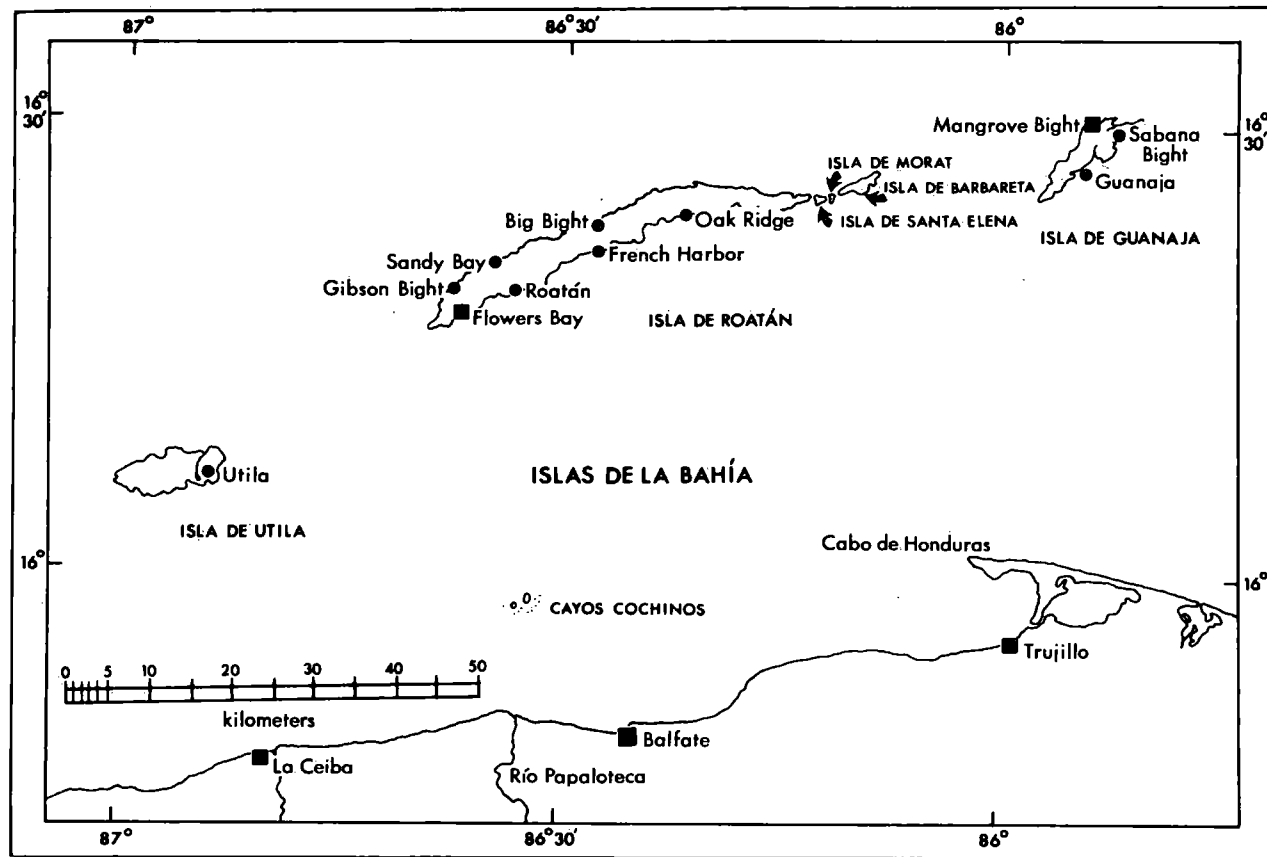 87°
86°30′
86°
16°
30′
16°
30′
Mangrove Bight
Sabana
Bight
ISLA DE MORAT
Guanaja
ISLA DE BARBARETA
Oak Ridge
ISLA DE SANTA ELENA
Big Bight
ISLA DE GUANAJA
French Harbor
Sandy Bay
Gibson Bight
Roatán
Flowers Bay
ISLA DE ROATÁN
Utila
ISLAS DE LA BAHÍA
ISLA DE UTILA
Cabo de Honduras
16°
16°
CAYOS COCHINOS
Trujillo
0 5 10 20 30 40 50
kilometers
Balfate
La Ceiba
Río Papaloteca
87°
86°30′
86°